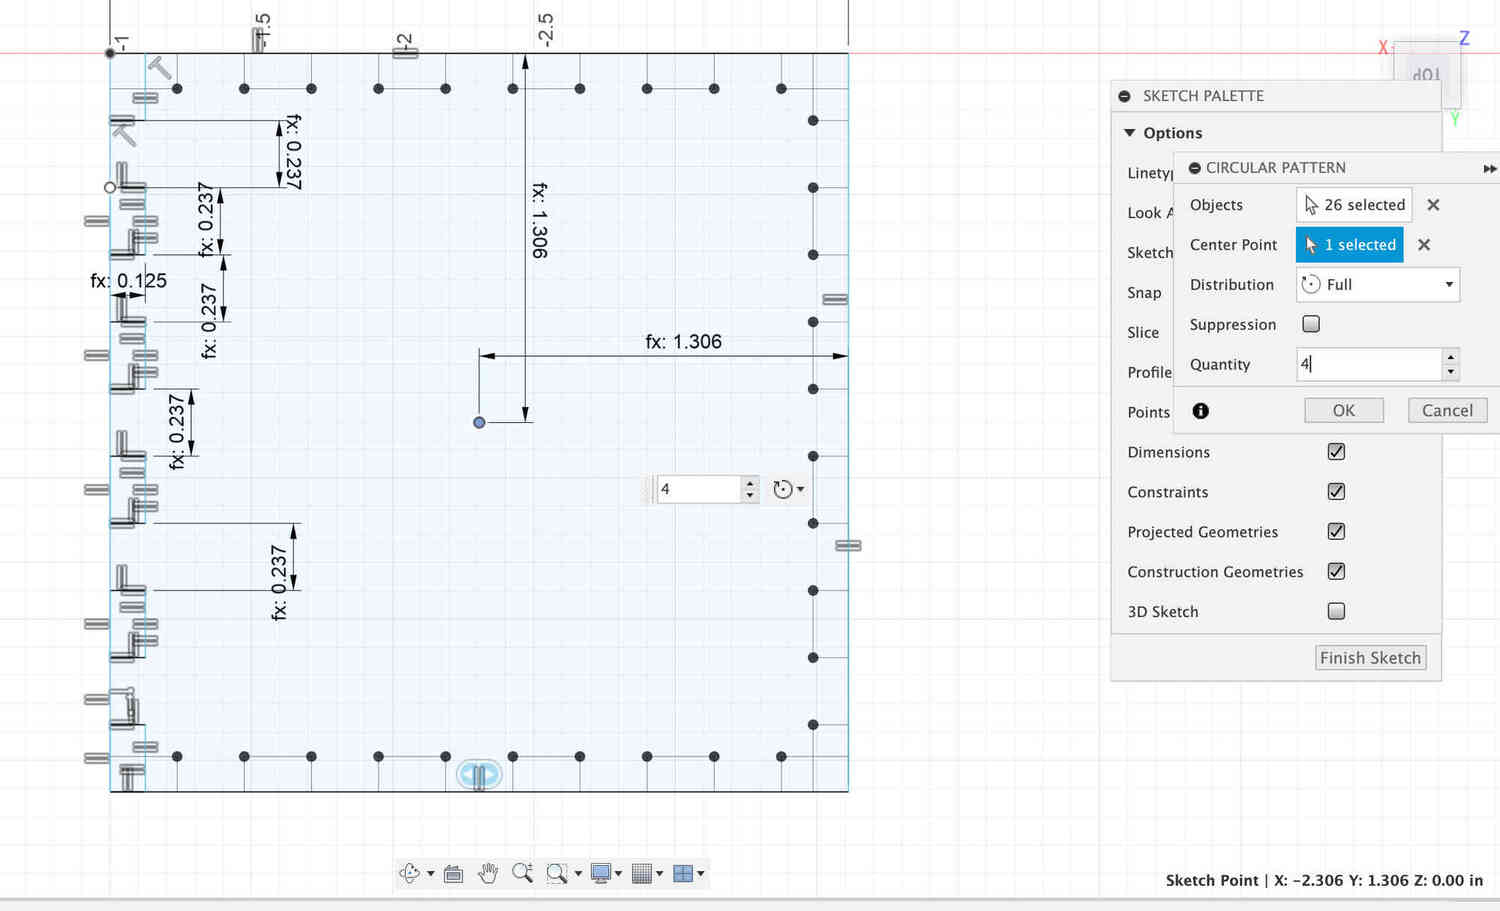 -1
-1.5
-2
-2.5
X
Z
TOP
Y
SKETCH PALETTE
Options
CIRCULAR PATTERN
Objects
26 selected
Center Point
1 selected
Distribution
Full
Suppression
Quantity
4
OK
Cancel
Linety
Look A
Sketch
Snap
Slice
Profile
Points
Dimensions
Constraints
Projected Geometries
Construction Geometries
3D Sketch
Finish Sketch
fx: 0.237
fx: 0.237
fx: 1.306
fx: 0.125
fx: 0.237
fx: 1.306
fx: 0.237
4
fx: 0.237
Sketch Point | X: -2.306 Y: 1.306 Z: 0.00 in